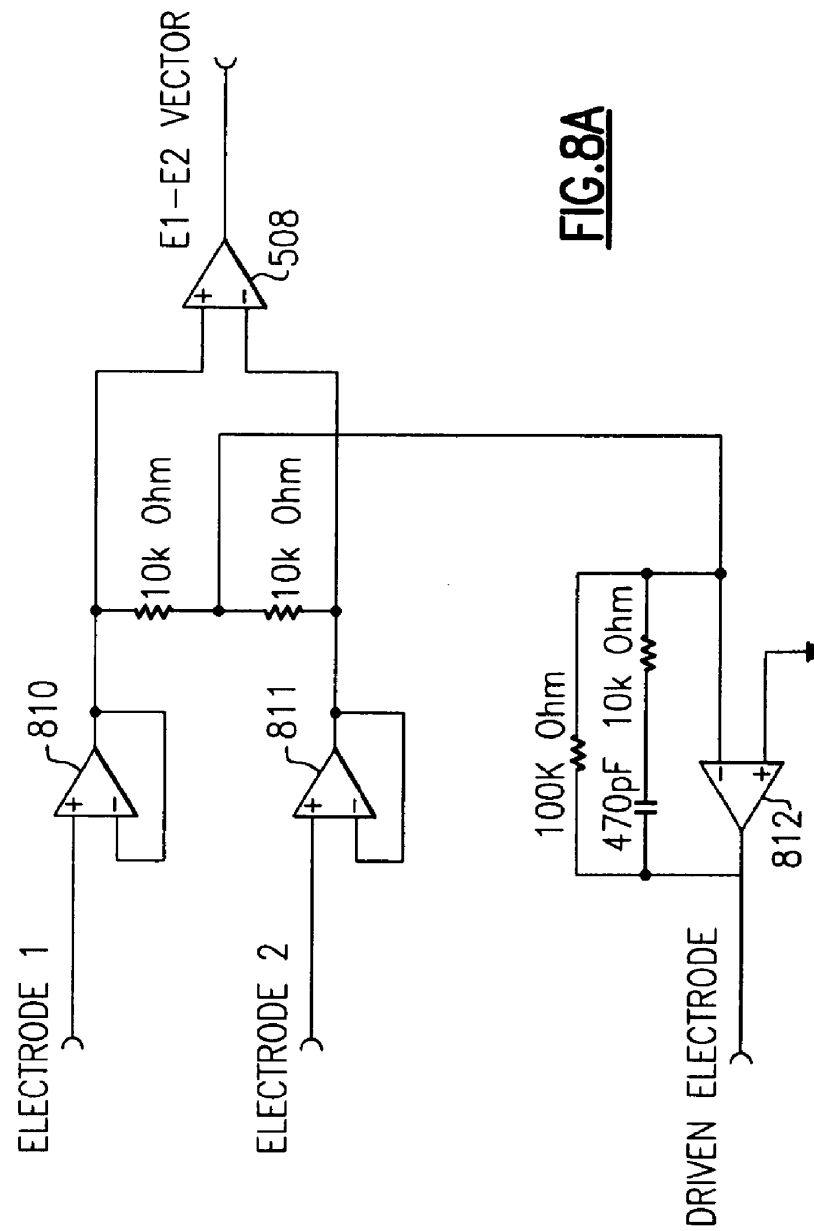 ELECTRODE 1
810
+
−
10k Ohm
E1-E2 VECTOR
+
−
508
ELECTRODE 2
811
+
−
10k Ohm
100K Ohm
470pF
10k Ohm
DRIVEN ELECTRODE
−
+
812
FIG.8A